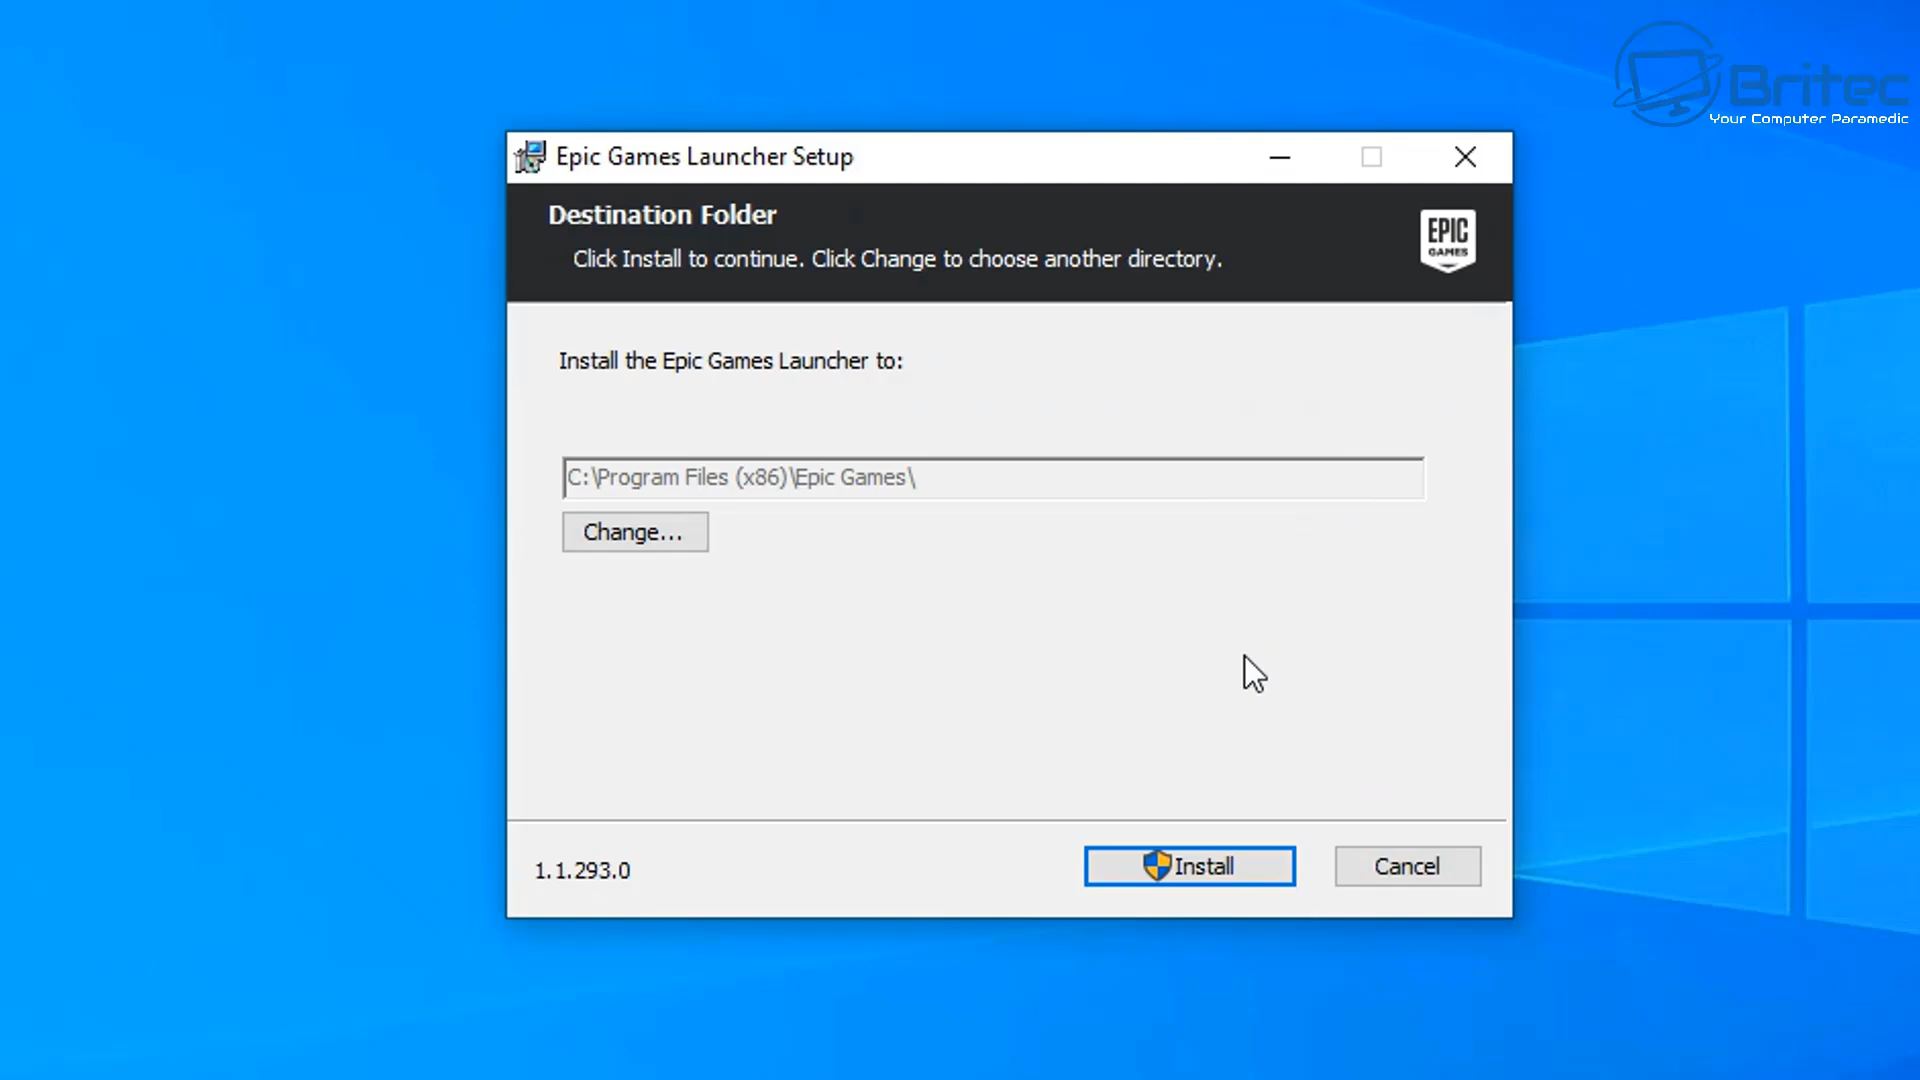 Britec
Your Computer Paramedic
Epic Games Launcher Setup
Destination Folder
Click Install to continue. Click Change to choose another directory.
EPIC
GAMES
Install the Epic Games Launcher to:
C:\Program Files (x86)\Epic Games\
Change...
1.1.293.0
Install
Cancel